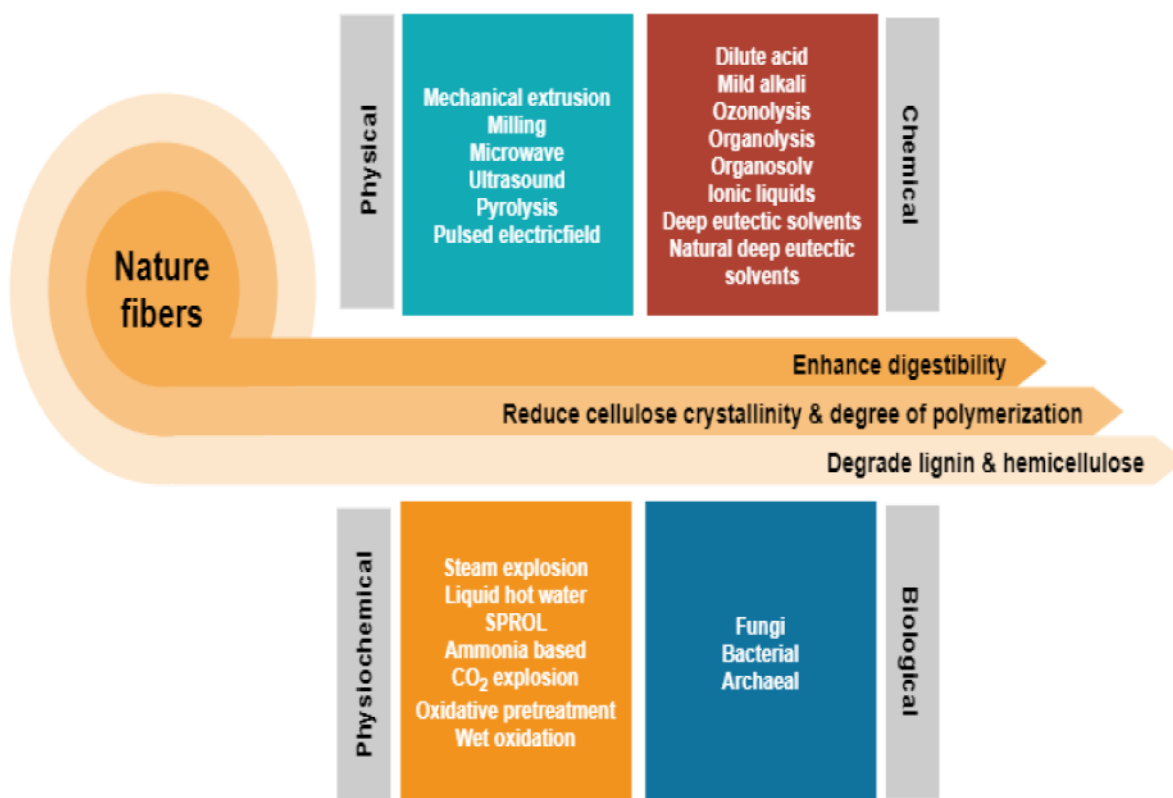 Physical
Mechanical extrusion
Milling
Microwave
Ultrasound
Pyrolysis
Pulsed electricfield
Dilute acid
Mild alkali
Ozonolysis
Organolysis
Organosolv
Ionic liquids
Deep eutectic solvents
Natural deep eutectic
solvents
Chemical
Nature
fibers
Enhance digestibility
Reduce cellulose crystallinity & degree of polymerization
Degrade lignin & hemicellulose
Physiochemical
Steam explosion
Liquid hot water
SPROL
Ammonia based
CO₂ explosion
Oxidative pretreatment
Wet oxidation
Fungi
Bacterial
Archaeal
Biological